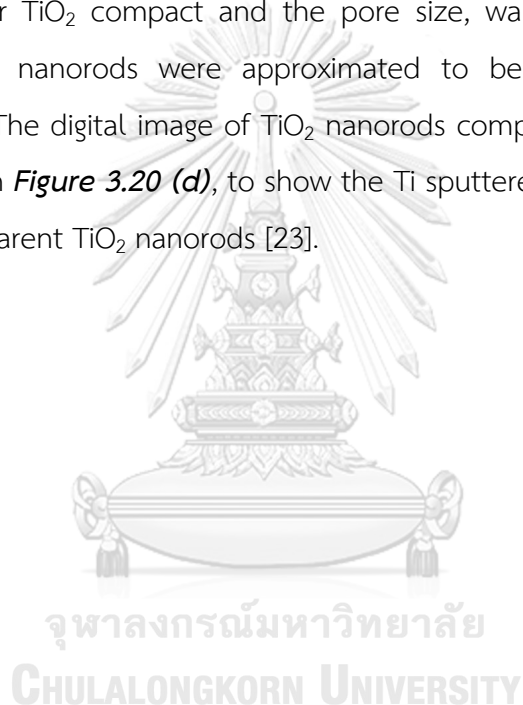 r TiO₂ compact and the pore size, wa
nanorods were approximated to be
The digital image of TiO₂ nanorods comp
Figure 3.20 (d), to show the Ti sputtere
arent TiO₂ nanorods [23].
จุฬาลงกรณ์มหาวิทยาลัย
CHULALONGKORN UNIVERSITY